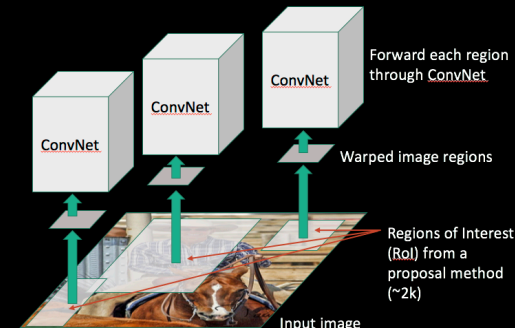 ConvNet
ConvNet
ConvNet
Forward each region
through ConvNet
Warped image regions
Regions of Interest
(RoI) from a
proposal method
(~2k)
Input image